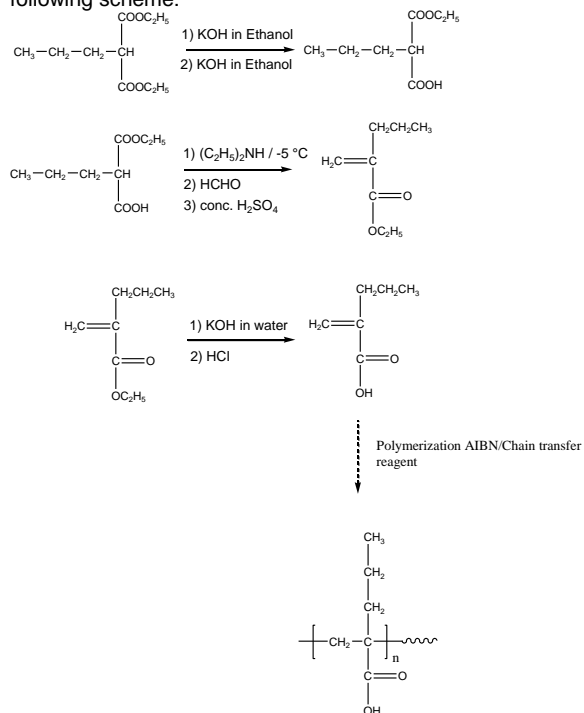 following scheme:
COOC₂H₅
CH₃—CH₂—CH₂—CH
COOC₂H₅
1) KOH in Ethanol
2) KOH in Ethanol
COOC₂H₅
CH₃—CH₂—CH₂—CH
COOH
COOC₂H₅
CH₃—CH₂—CH₂—CH
COOH
1) (C₂H₅)₂NH / -5 °C
2) HCHO
3) conc. H₂SO₄
CH₂CH₂CH₃
H₂C=C
C=O
OC₂H₅
CH₂CH₂CH₃
H₂C=C
C=O
OC₂H₅
1) KOH in water
2) HCl
CH₂CH₂CH₃
H₂C=C
C=O
OH
Polymerization AIBN/Chain transfer
reagent
CH₃
CH₂
CH₂
CH₂—C
n
C=O
OH